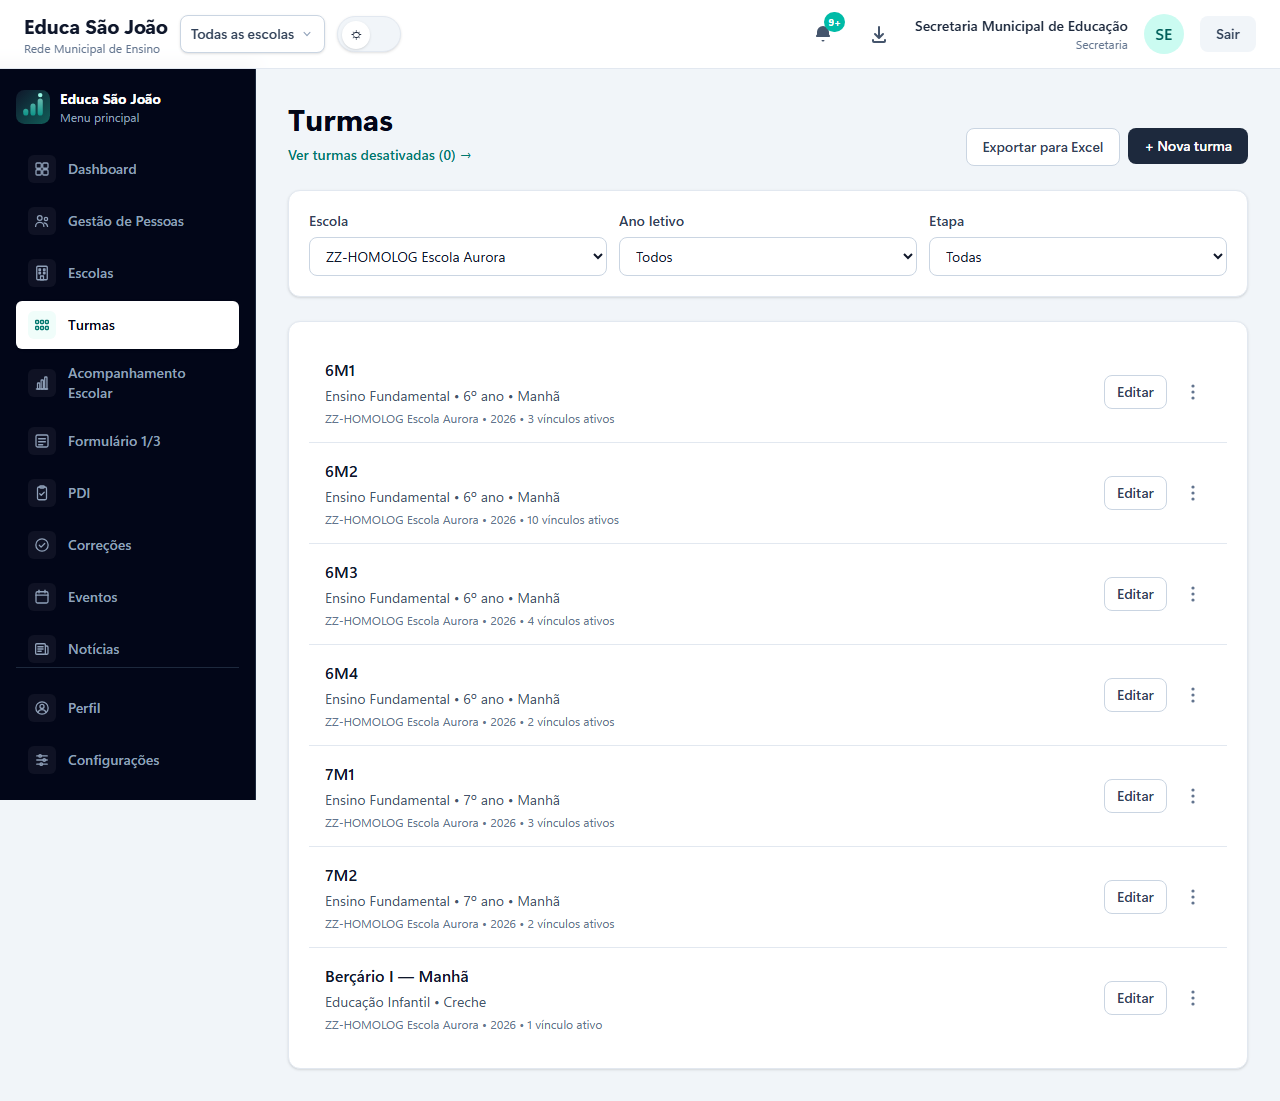 Educa São João
Rede Municipal de Ensino
Todas as escolas
9+
Secretaria Municipal de Educação
Secretaria
SE
Sair
Educa São João
Menu principal
Dashboard
Gestão de Pessoas
Escolas
Turmas
Acompanhamento
Escolar
Formulário 1/3
PDI
Correções
Eventos
Notícias
Perfil
Configurações
Turmas
Ver turmas desativadas (0) →
Exportar para Excel
+ Nova turma
Escola
Ano letivo
Etapa
ZZ-HOMOLOG Escola Aurora
Todos
Todas
6M1
Ensino Fundamental • 6º ano • Manhã
ZZ-HOMOLOG Escola Aurora • 2026 • 3 vínculos ativos
Editar
6M2
Ensino Fundamental • 6º ano • Manhã
ZZ-HOMOLOG Escola Aurora • 2026 • 10 vínculos ativos
Editar
6M3
Ensino Fundamental • 6º ano • Manhã
ZZ-HOMOLOG Escola Aurora • 2026 • 4 vínculos ativos
Editar
6M4
Ensino Fundamental • 6º ano • Manhã
ZZ-HOMOLOG Escola Aurora • 2026 • 2 vínculos ativos
Editar
7M1
Ensino Fundamental • 7º ano • Manhã
ZZ-HOMOLOG Escola Aurora • 2026 • 3 vínculos ativos
Editar
7M2
Ensino Fundamental • 7º ano • Manhã
ZZ-HOMOLOG Escola Aurora • 2026 • 2 vínculos ativos
Editar
Berçário I — Manhã
Educação Infantil • Creche
ZZ-HOMOLOG Escola Aurora • 2026 • 1 vínculo ativo
Editar